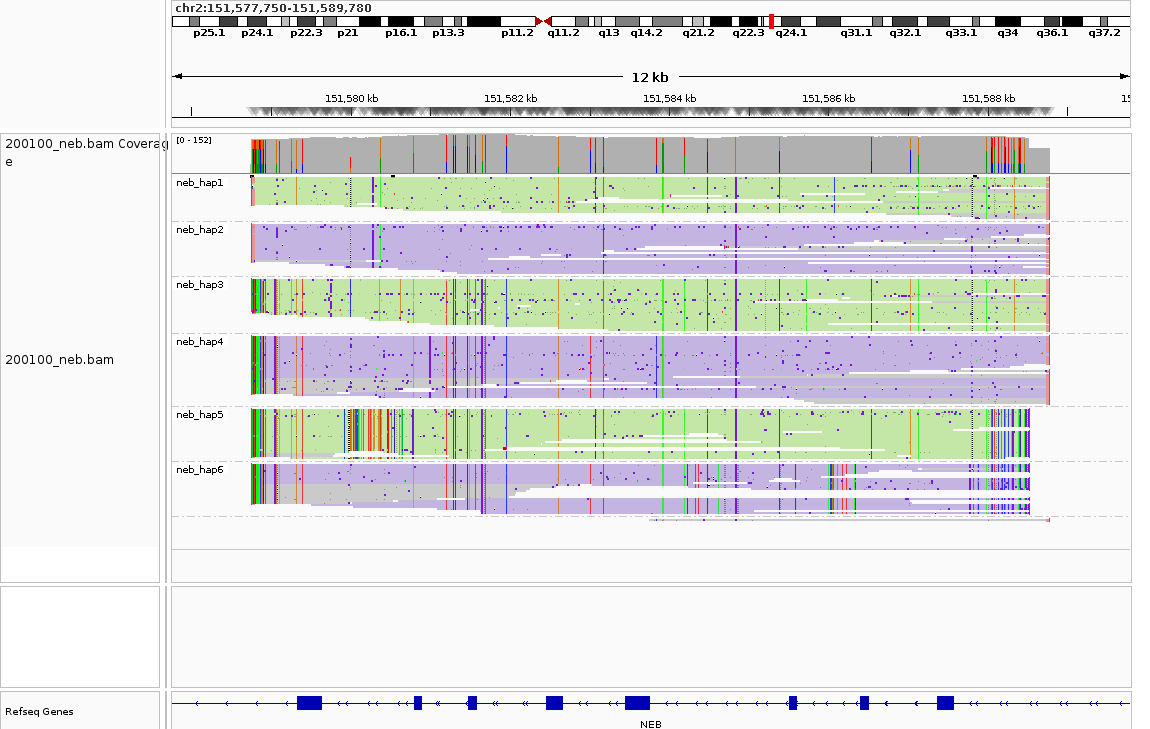 chr2:151,577,750-151,589,780
p25.1 p24.1 p22.3 p21 p16.1 p13.3 p11.2 q11.2 q13 q14.2 q21.2 q22.3 q24.1 q31.1 q32.1 q33.1 q34 q36.1 q37.2
12 kb
151,580 kb 151,582 kb 151,584 kb 151,586 kb 151,588 kb 15
200100_neb.bam Coverag
e
[0 - 152]
neb_hap1
neb_hap2
neb_hap3
neb_hap4
200100_neb.bam
neb_hap5
neb_hap6
Refseq Genes
NEB